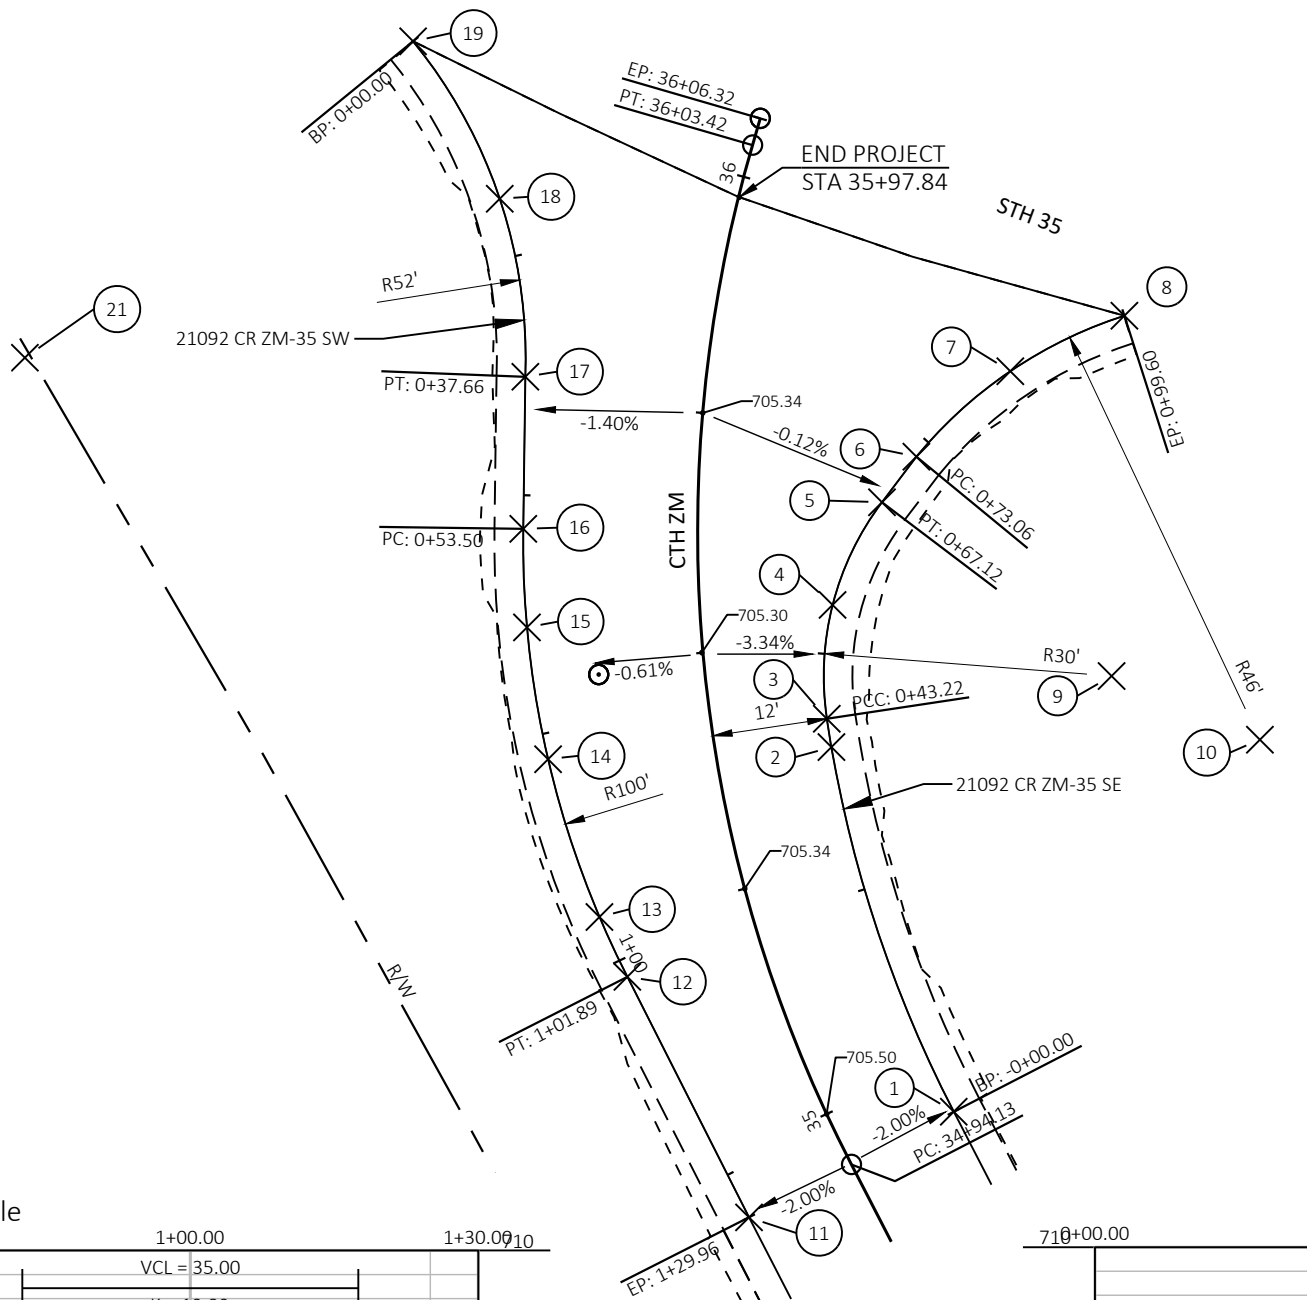 19
EP: 36+06.32
PT: 36+03.42
BP: 0+00.00
36
END PROJECT
STA 35+97.84
18
STH 35
R52'
8
21
21092 CR ZM-35 SW
7
17
PT: 0+37.66
705.34
-1.40%
-0.12%
6
EP: 0+99.60
5
PC: 0+73.06
PT: 0+67.12
CTH ZM
16
PC: 0+53.50
4
15
705.30
-3.34%
R30'
-0.61%
3
9
R46'
12'
PCC: 0+43.22
10
2
14
R100'
21092 CR ZM-35 SE
705.34
13
1+00
12
R/W
PT: 1+01.89
705.50
1
BP: -0+00.00
35
-2.00%
PC: 34+94.13
-2.00%
11
EP: 1+29.96
le
1+00.00
1+30.00
710
710
0+00.00
VCL = 35.00